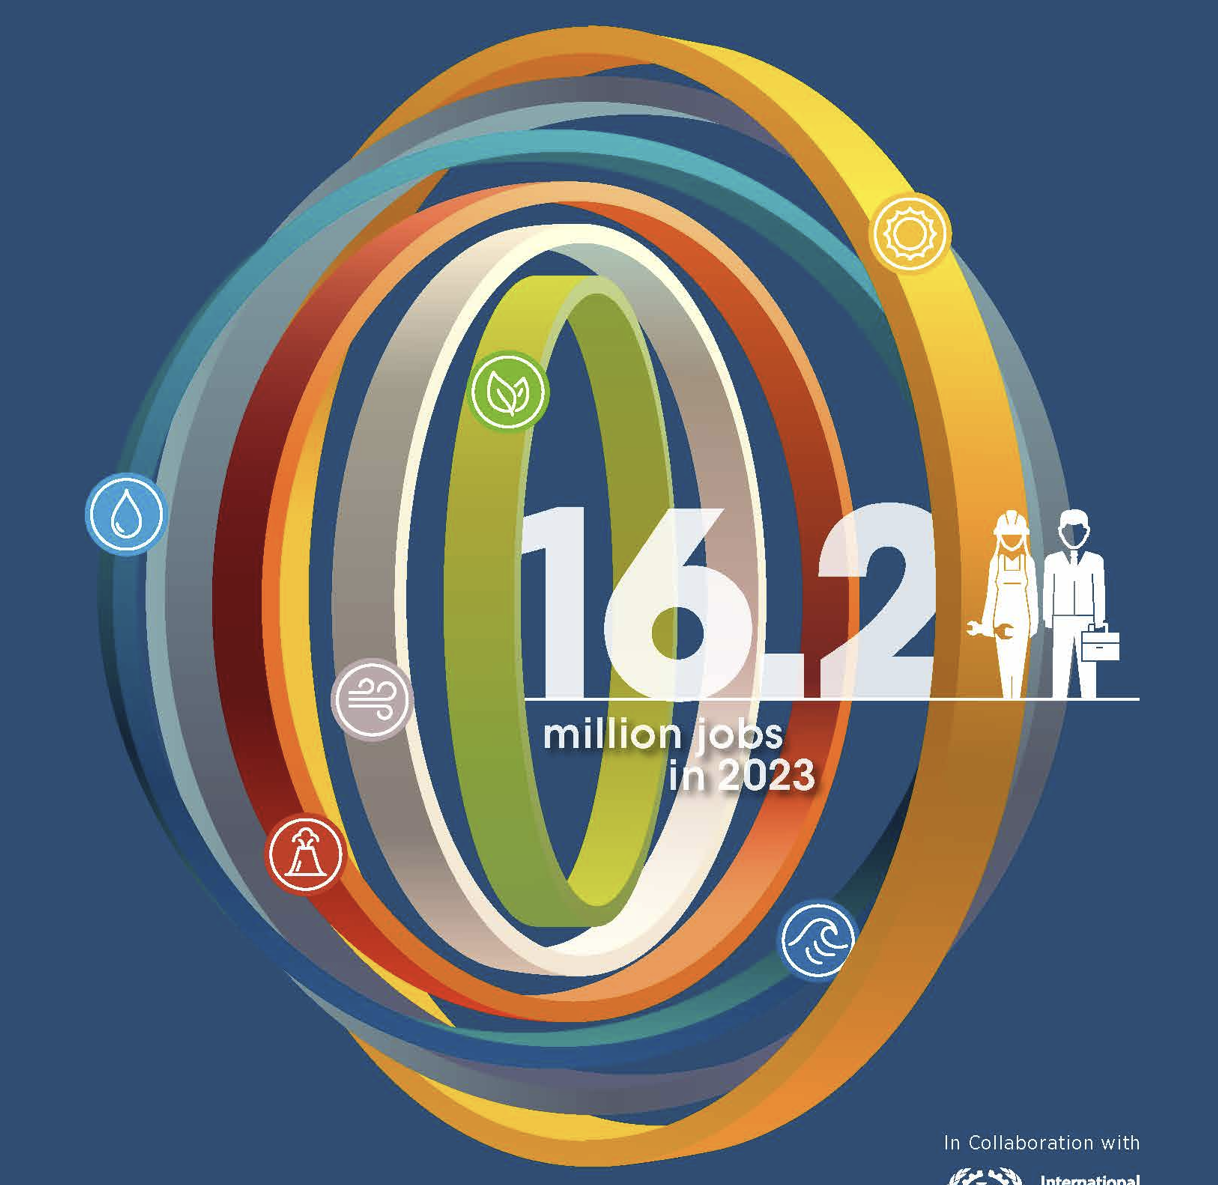 16.2
million jobs
in 2023
In Collaboration with
International